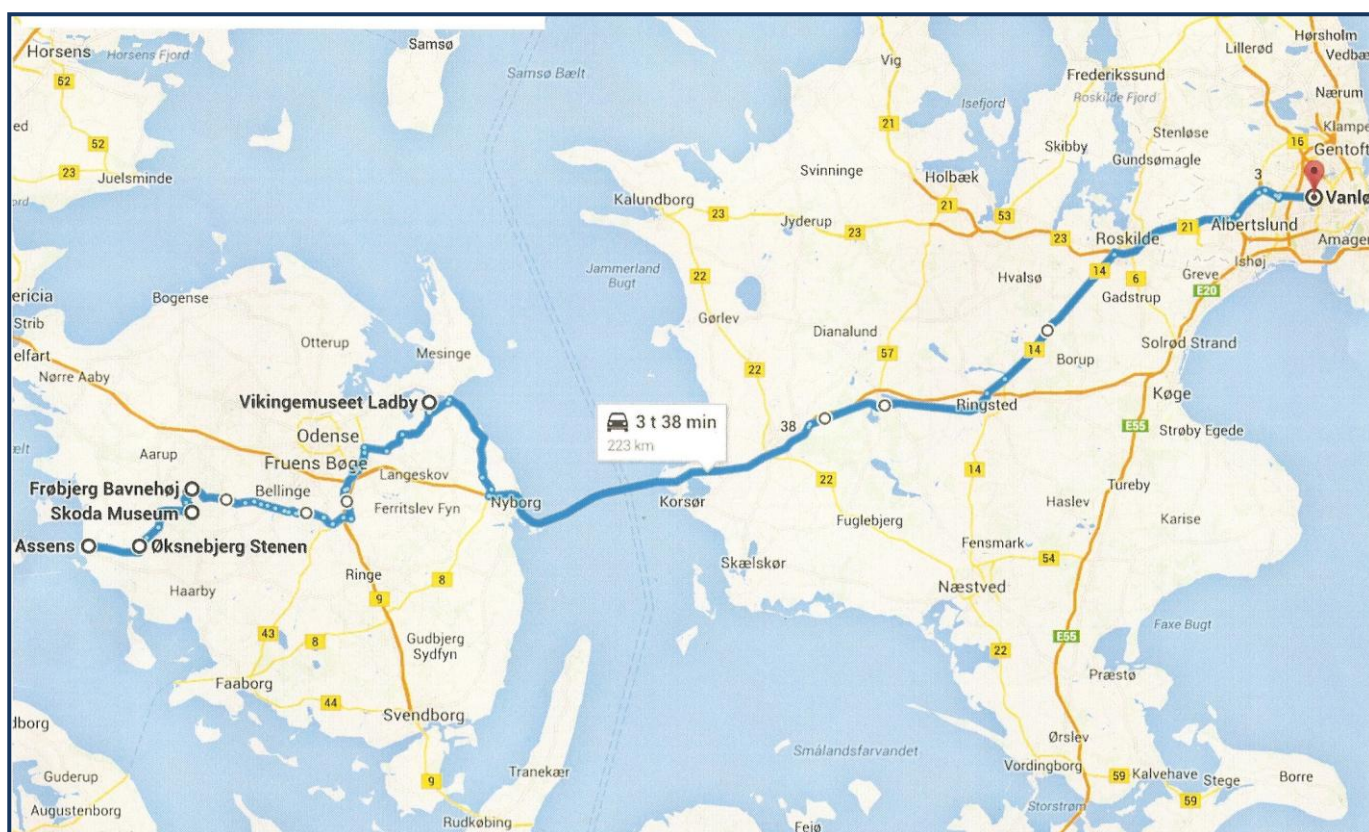 Horsens
Horsens Fjord
52
Samsø
Samsø Bælt
52
23
Juelsminde
Vig
21
Isefjord
Frederikssund
Roskilde Fjord
Lillerød
Hørsholm
Vedbæ
Nærum
Stenløse
16
Klampe
Gentoft
Skibby
Gundsømagle
Svinninge
Holbæk
21
53
3
Vanlø
Kalundborg
23
Jyderup
23
23
Roskilde
21
Albertslund
Amager
Ishøj
Jammerland
Bugt
22
Hvalsø
14
6
Greve
Gadstrup
E20
ericia
Bogense
Strib
elfart
Otterup
Mesinge
Gørlev
Dianalund
57
14
Borup
Solrød Strand
Nørre Aaby
22
Vikingemuseet Ladby
Køge
Ringsted
3 t 38 min
223 km
38
E55
Strøby Egede
Odense
Aarup
Fruens Bøge
Langeskov
Frøbjerg Bavnehøj
Bellinge
Skoda Museum
Ferritslev Fyn
Nyborg
Korsør
22
14
Haslev
Tureby
Karise
Fuglebjerg
Assens
Øksnebjerg Stenen
Fensmark
54
Skælskør
Haarby
Ringe
8
9
Næstved
43
8
Gudbjerg
Sydfyn
E55
Faxe Bugt
22
Præstø
Faaborg
44
Svendborg
dborg
Ørslev
Smålandsfarvandet
Vordingborg
59
Kalvehave
Stege
Borre
59
Guderup
9
Tranekær
Augustenborg
Storstrøm
Rudkøbing
Fejø